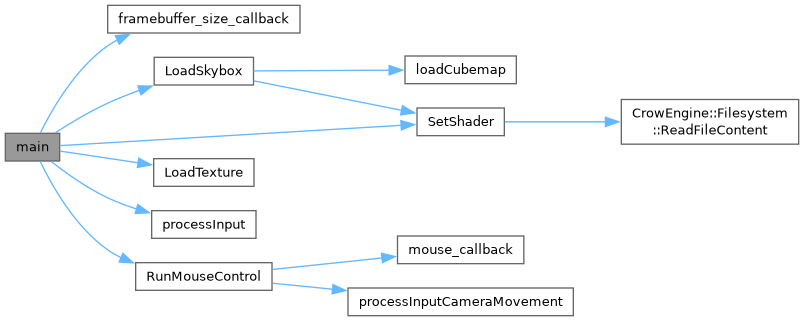 framebuffer_size_callback
LoadSkybox
loadCubemap
SetShader
CrowEngine::Filesystem
::ReadFileContent
main
LoadTexture
processInput
mouse_callback
RunMouseControl
processInputCameraMovement